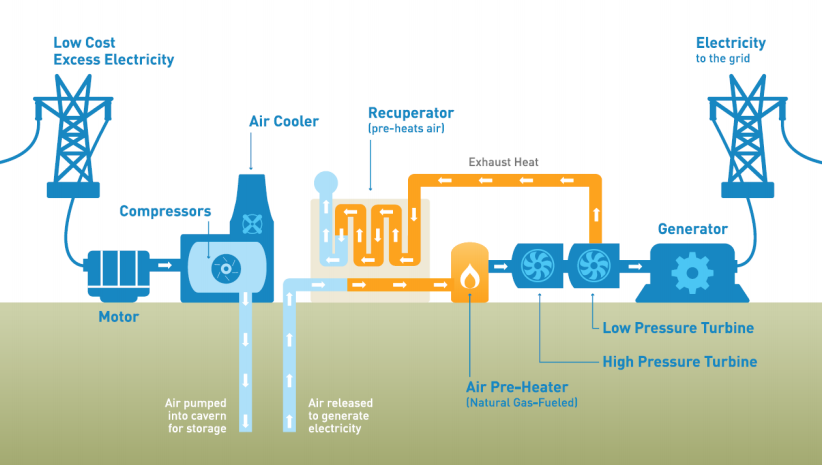 Low Cost
Excess Electricity
Electricity
to the grid
Air Cooler
Recuperator
(pre-heats air)
Exhaust Heat
Compressors
Generator
Motor
Low Pressure Turbine
High Pressure Turbine
Air Pre-Heater
(Natural Gas-Fueled)
Air pumped
into cavern
for storage
Air released
to generate
electricity